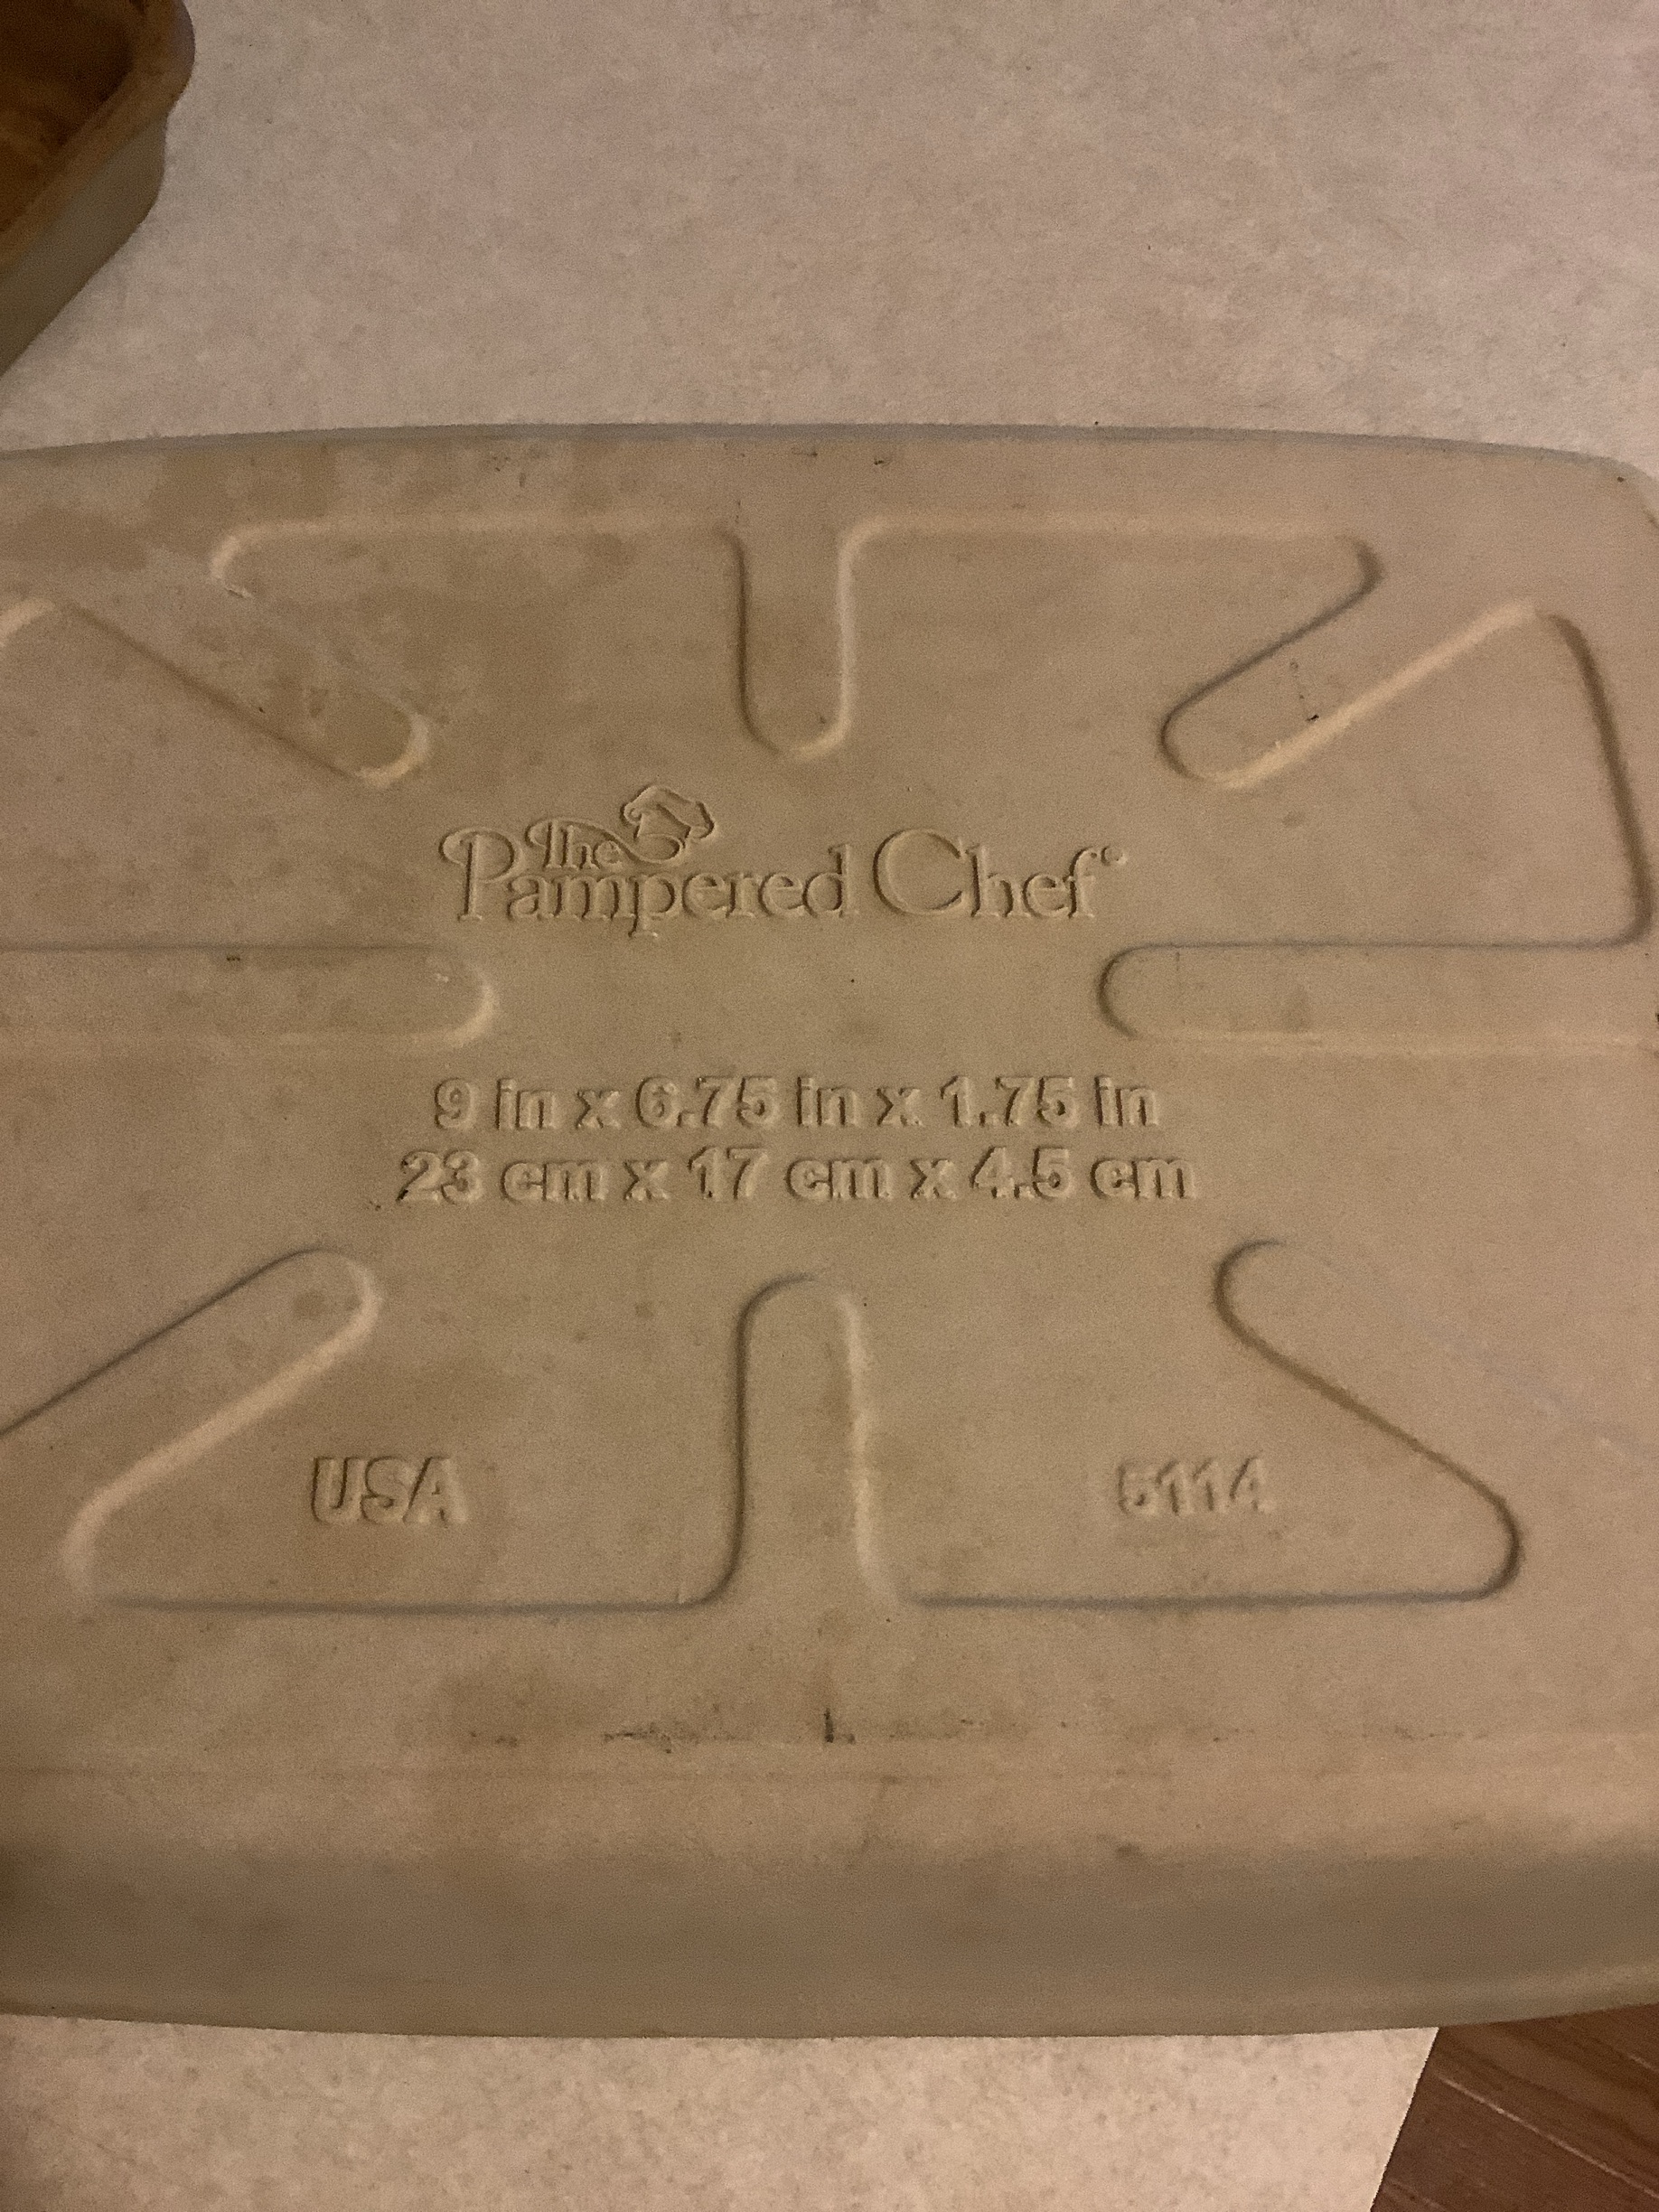 The
Pampered Chef®
9 in x 6.75 in x 1.75 in
23 cm x 17 cm x 4.5 cm
USA
5114